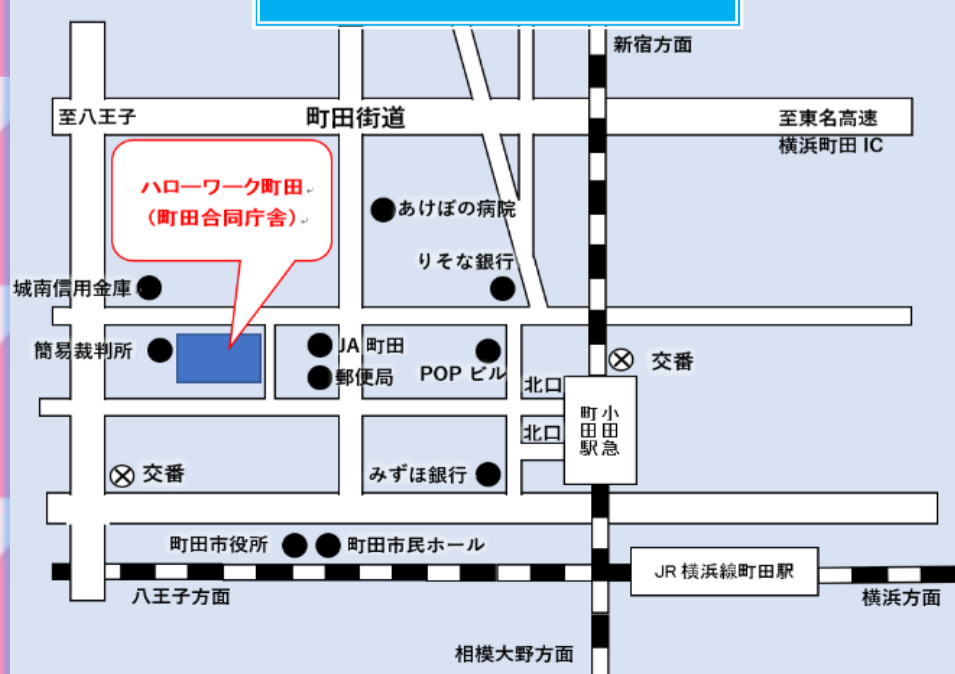 新宿方面
至八王子
町田街道
至東名高速
横浜町田 IC
ハローワーク町田
（町田合同庁舎）
あけぼの病院
りそな銀行
城南信用金庫
簡易裁判所
JA 町田
郵便局
POP ビル
交番
北口
北口
小田急
町田駅
交番
みずほ銀行
町田市役所
町田市民ホール
JR 横浜線町田駅
八王子方面
横浜方面
相模大野方面